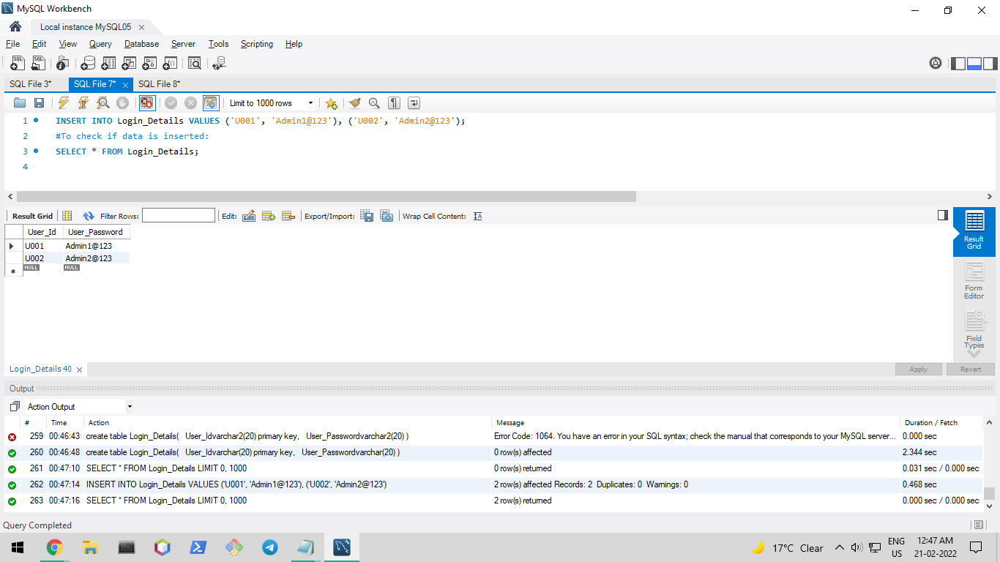 MySQL Workbench
Local instance MySQL05
File Edit View Query Database Server Tools Scripting Help
SQL File 3* SQL File 7* SQL File 8*
Limit to 1000 rows
1 INSERT INTO Login_Details VALUES ('U001', 'Admin1@123'), ('U002', 'Admin2@123');
2 #To check if data is inserted:
3 SELECT * FROM Login_Details;
4
Result Grid Filter Rows: Edit: Export/Import: Wrap Cell Content:
User_Id User_Password
U001 Admin1@123
U002 Admin2@123
NULL NULL
Result
Grid
Form
Editor
Field
Types
Login_Details 40 Apply Revert
Output
Action Output
# Time Action Message Duration / Fetch
259 00:46:43 create table Login_Details( User_Idvarchar2(20) primary key, User_Passwordvarchar2(20) ) Error Code: 1064. You have an error in your SQL syntax; check the manual that corresponds to your MySQL server... 0.000 sec
260 00:46:48 create table Login_Details( User_Idvarchar(20) primary key, User_Passwordvarchar(20) ) 0 row(s) affected 2.344 sec
261 00:47:10 SELECT * FROM Login_Details LIMIT 0, 1000 0 row(s) returned 0.031 sec / 0.000 sec
262 00:47:14 INSERT INTO Login_Details VALUES ('U001', 'Admin1@123'), ('U002', 'Admin2@123') 2 row(s) affected Records: 2 Duplicates: 0 Warnings: 0 0.468 sec
263 00:47:16 SELECT * FROM Login_Details LIMIT 0, 1000 2 row(s) returned 0.000 sec / 0.000 sec
Query Completed
17°C Clear ENG 12:47 AM
US 21-02-2022